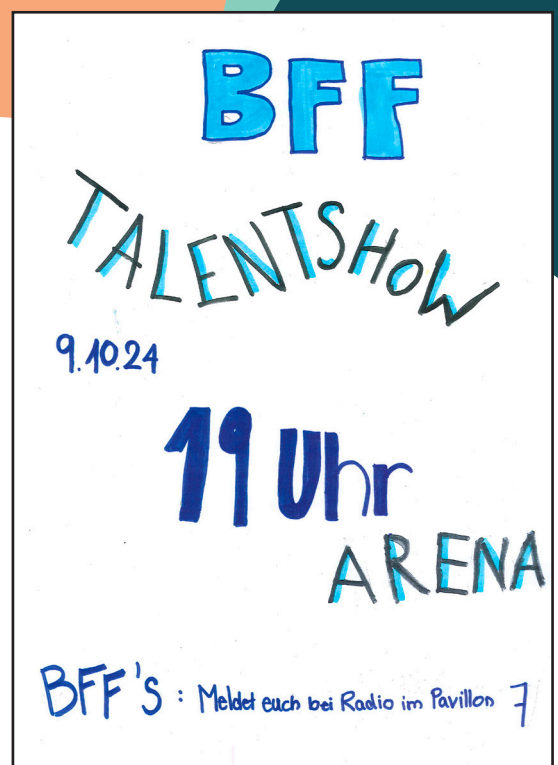 BFF
TALENTSHOW
9.10.24
19 Uhr
ARENA
BFF'S : Meldet euch bei Radio im Pavillon 7